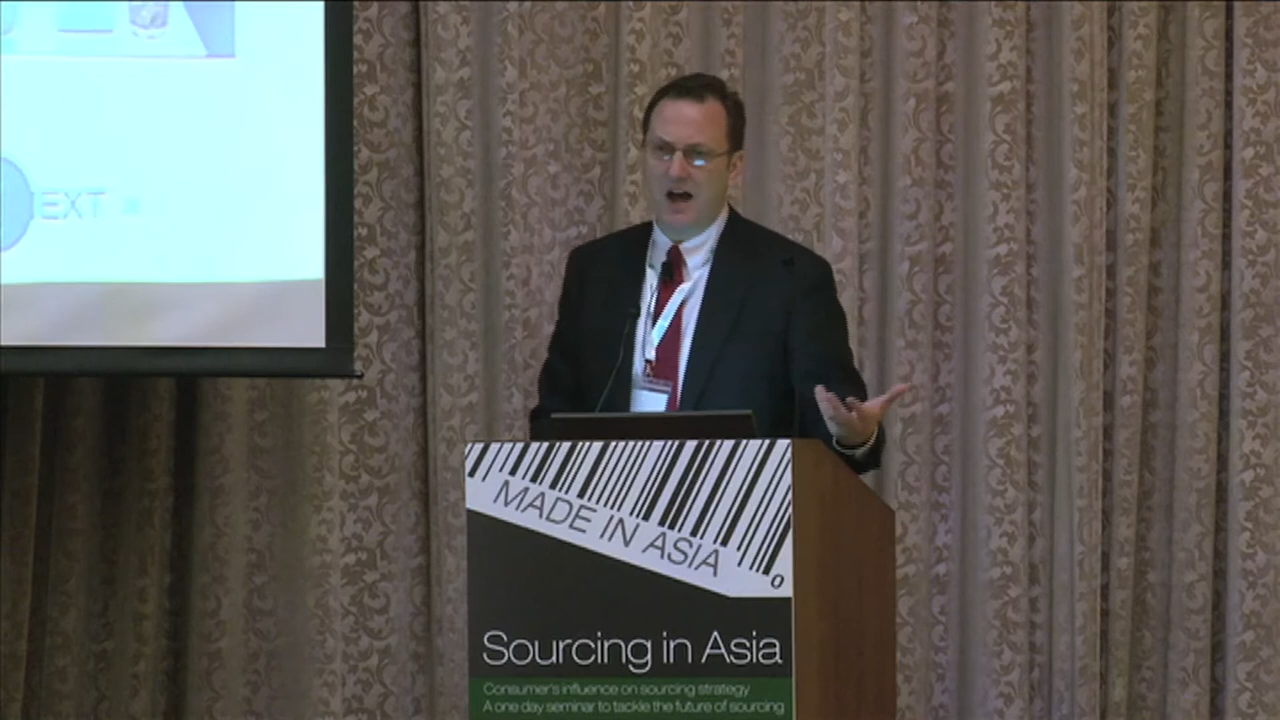 EXT
MADE IN ASIA
0
Sourcing in Asia
Consumer's influence on sourcing strategy
A one day seminar to tackle the future of sourcing